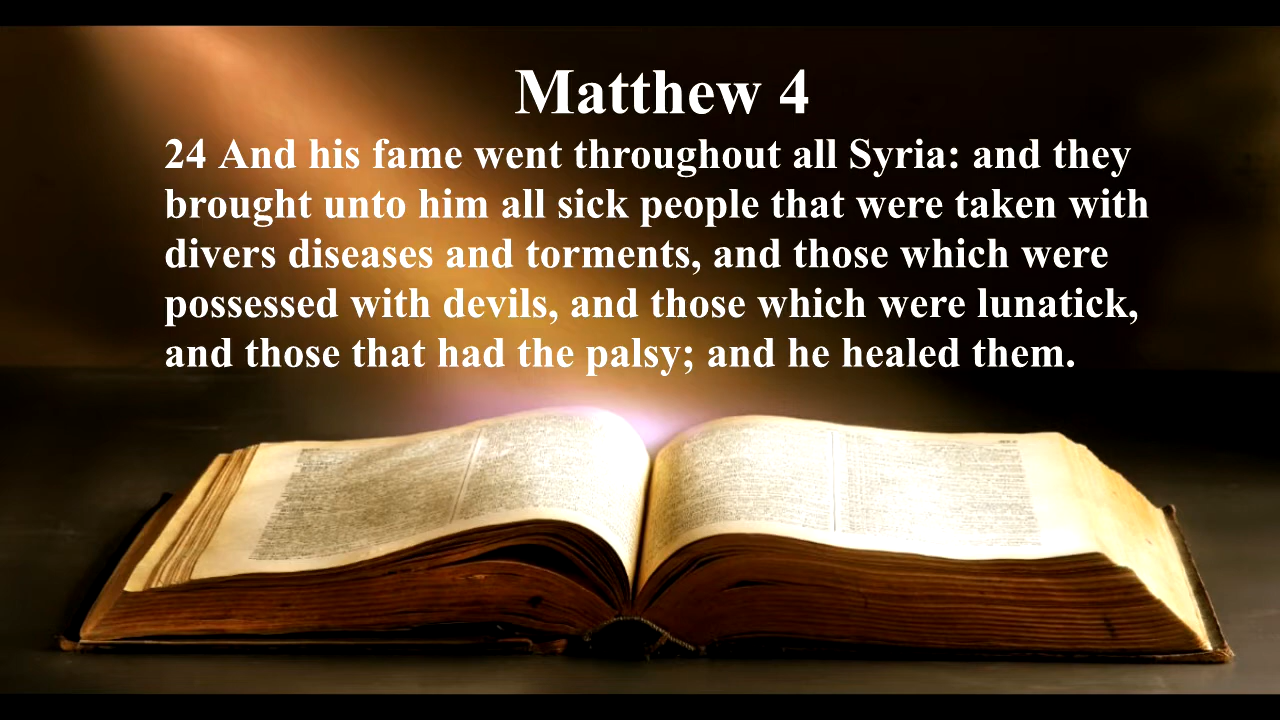 Matthew 4
24 And his fame went throughout all Syria: and they
brought unto him all sick people that were taken with
divers diseases and torments, and those which were
possessed with devils, and those which were lunatick,
and those that had the palsy; and he healed them.